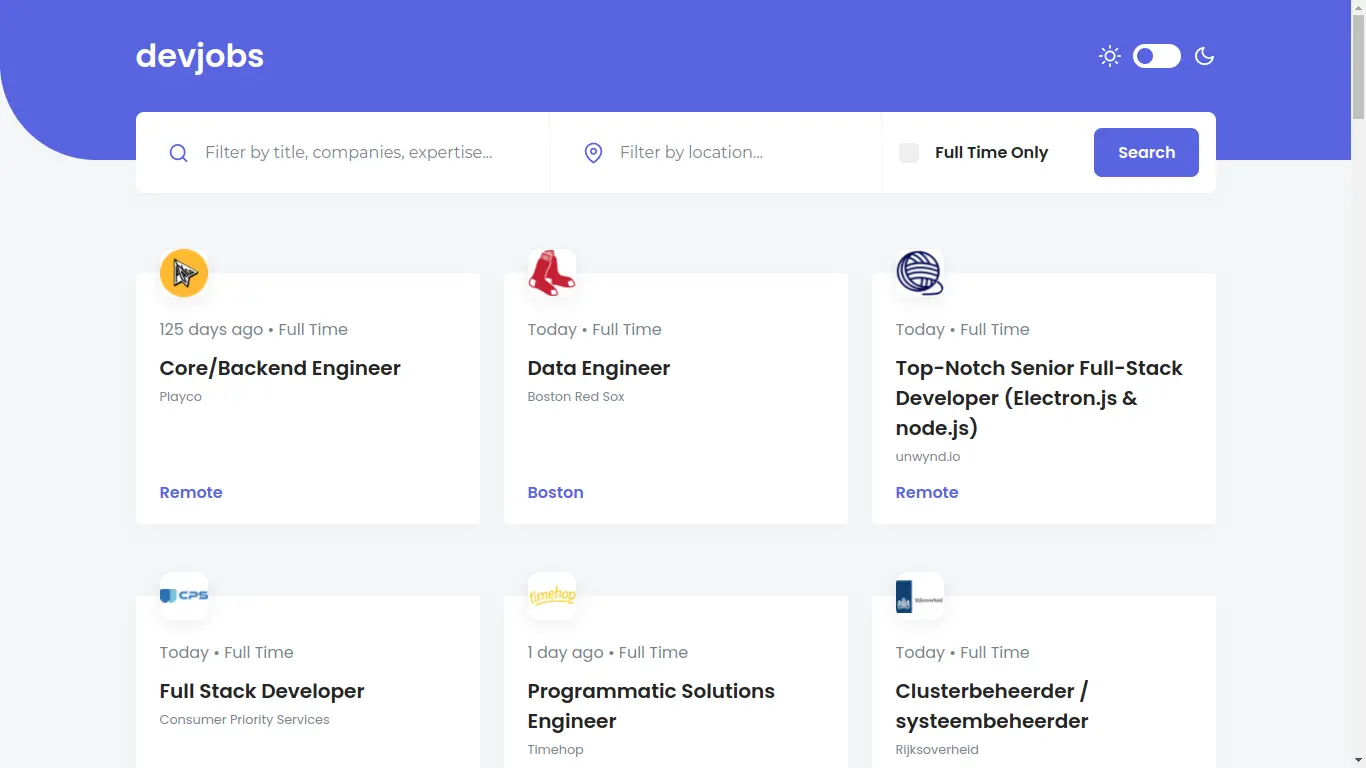 devjobs
Filter by title, companies, expertise...
Filter by location...
Full Time Only
Search
125 days ago • Full Time
Core/Backend Engineer
Playco
Remote
Today • Full Time
Data Engineer
Boston Red Sox
Boston
Today • Full Time
Top-Notch Senior Full-Stack
Developer (Electron.js &
node.js)
unwynd.io
Remote
CPS
Today • Full Time
Full Stack Developer
Consumer Priority Services
timehop
1 day ago • Full Time
Programmatic Solutions
Engineer
Timehop
Rijksoverheid
Today • Full Time
Clusterbeheerder /
systeembeheerder
Rijksoverheid